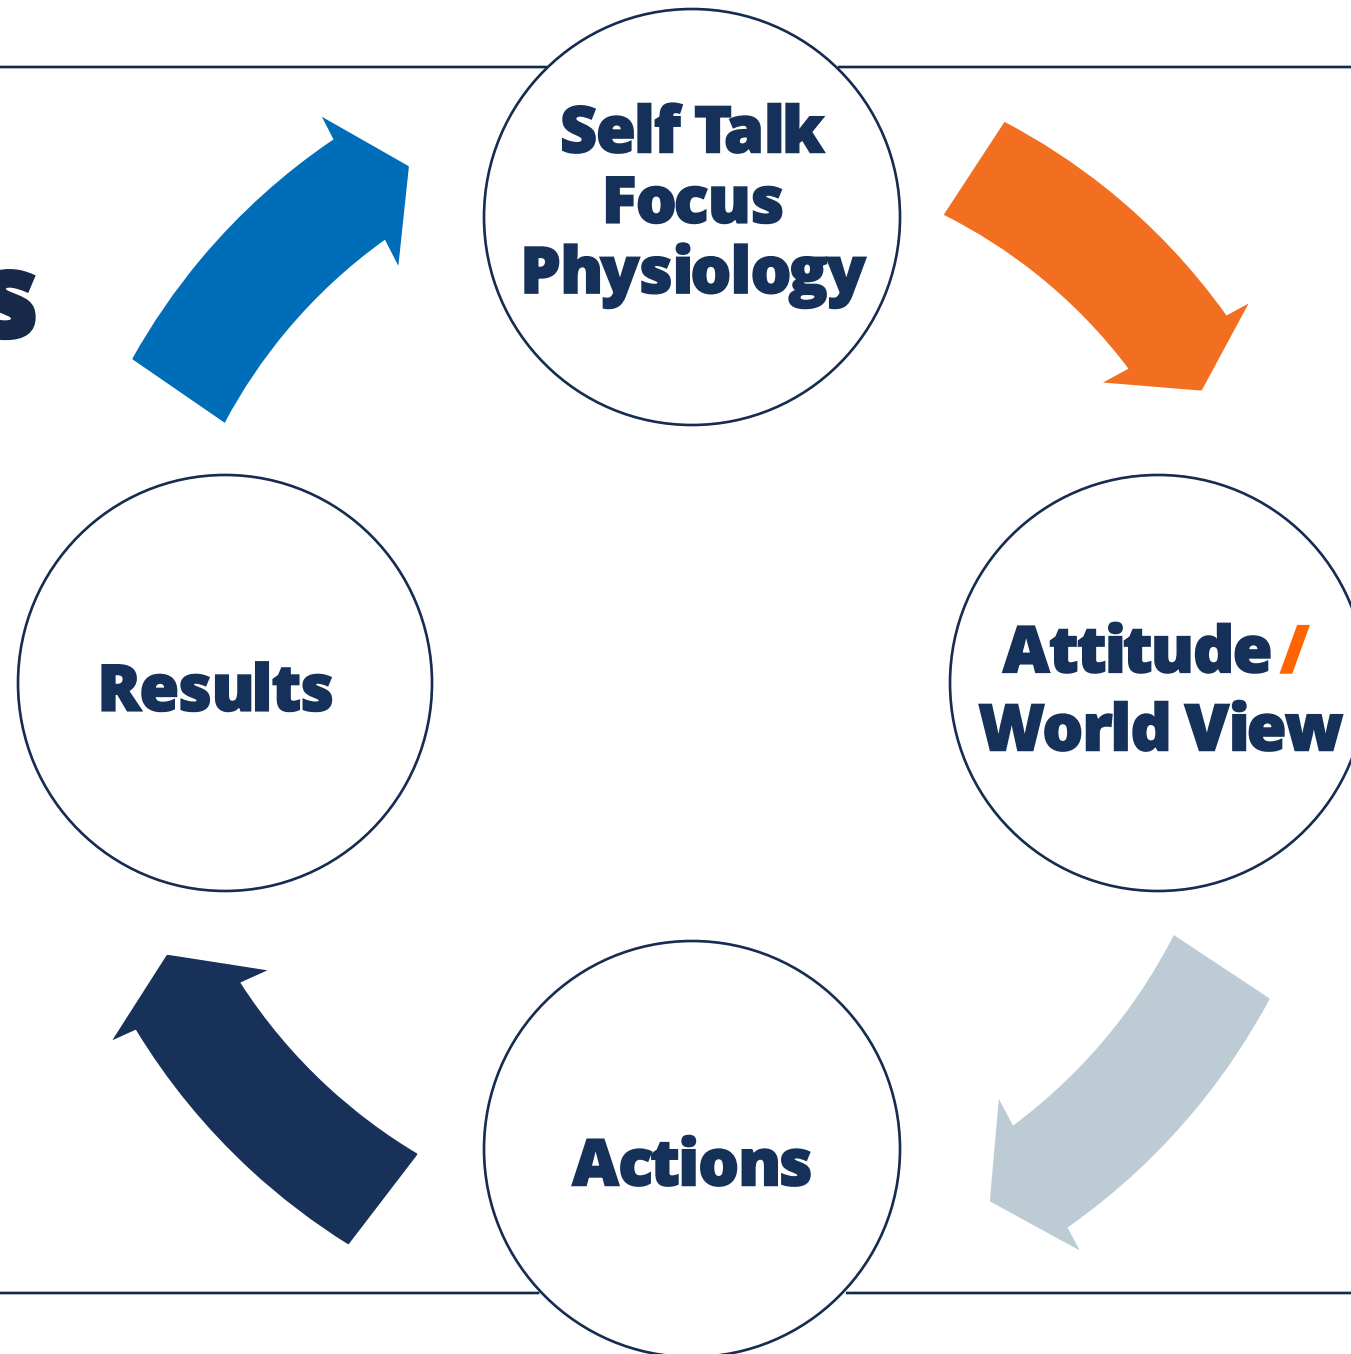 Self Talk
Focus
Physiology
Results
Attitude /
World View
Actions